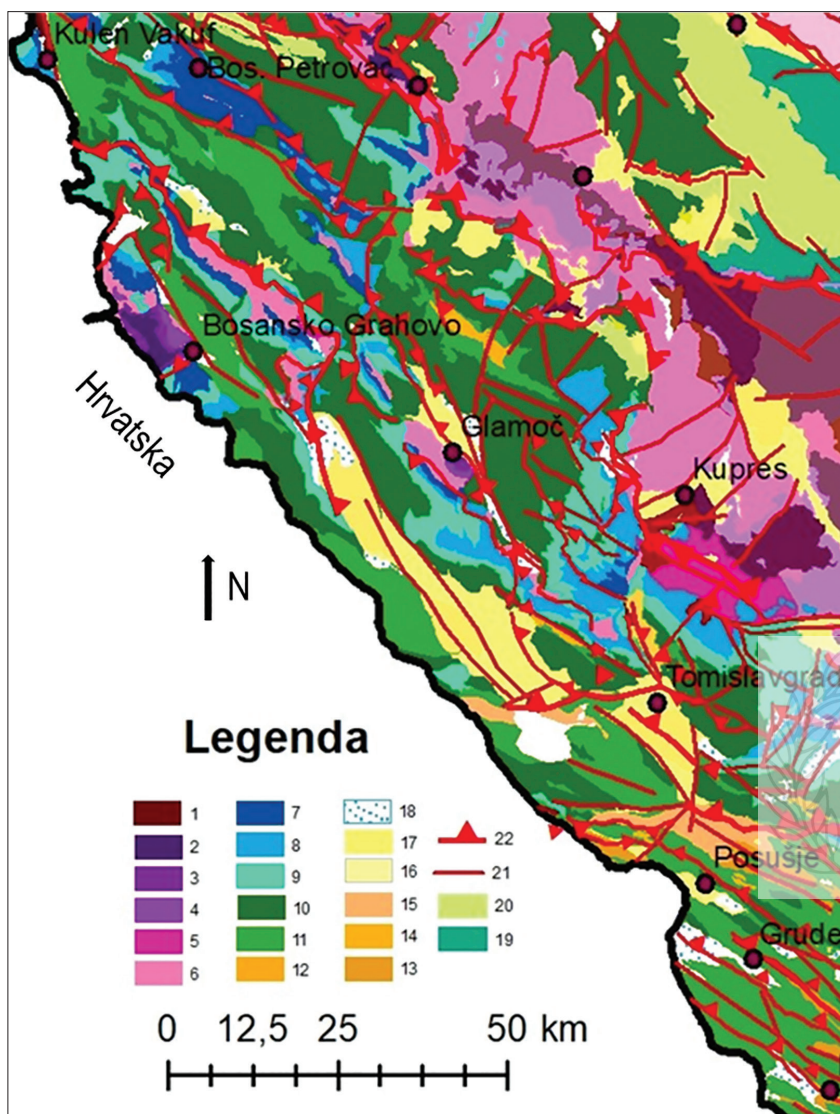 Kulen Vakuf
Bos. Petrovac
Bosansko Grahovo
Hrvatska
Glamoč
Kupres
N
Tomislavgrad
Legenda
1 7 18 22
2 8 17 21
3 9 16 20
4 10 15 19
5 11 14
6 12 13
Posušje
Grude
0 12,5 25 50 km